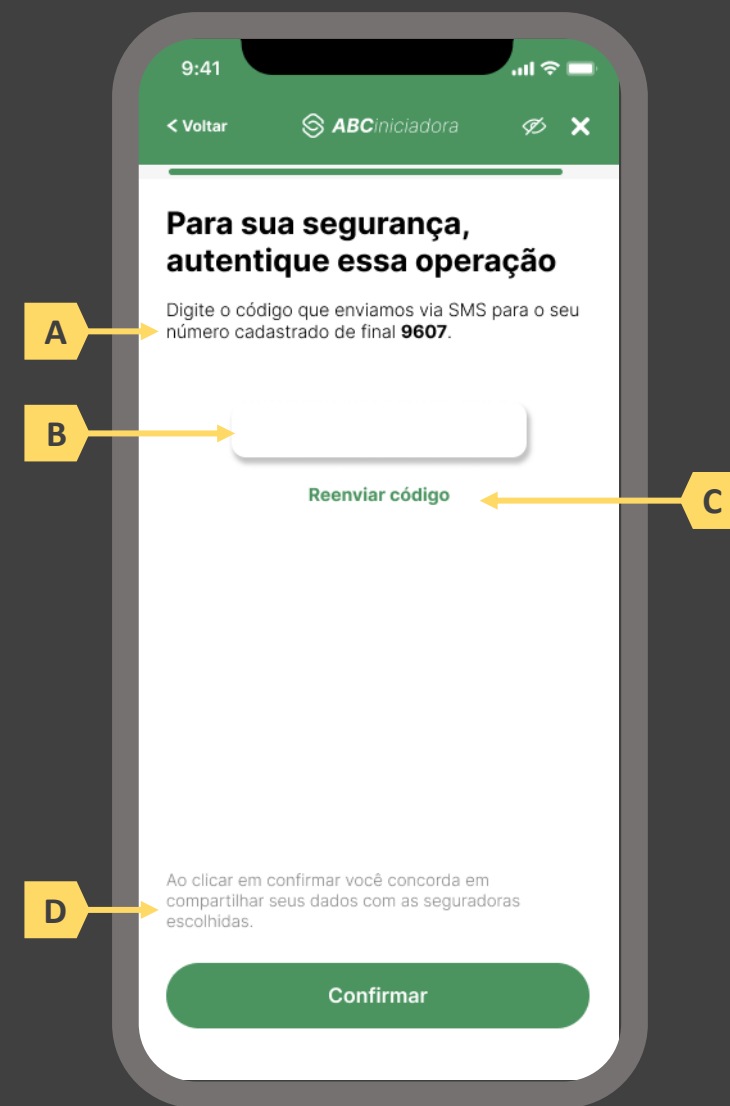 9:41
< Voltar
ABCiniciadora
Para sua segurança,
autentique essa operação
Digite o código que enviamos via SMS para o seu
número cadastrado de final 9607.
A
B
Reenviar código
C
Ao clicar em confirmar você concorda em
compartilhar seus dados com as seguradoras
escolhidas.
D
Confirmar